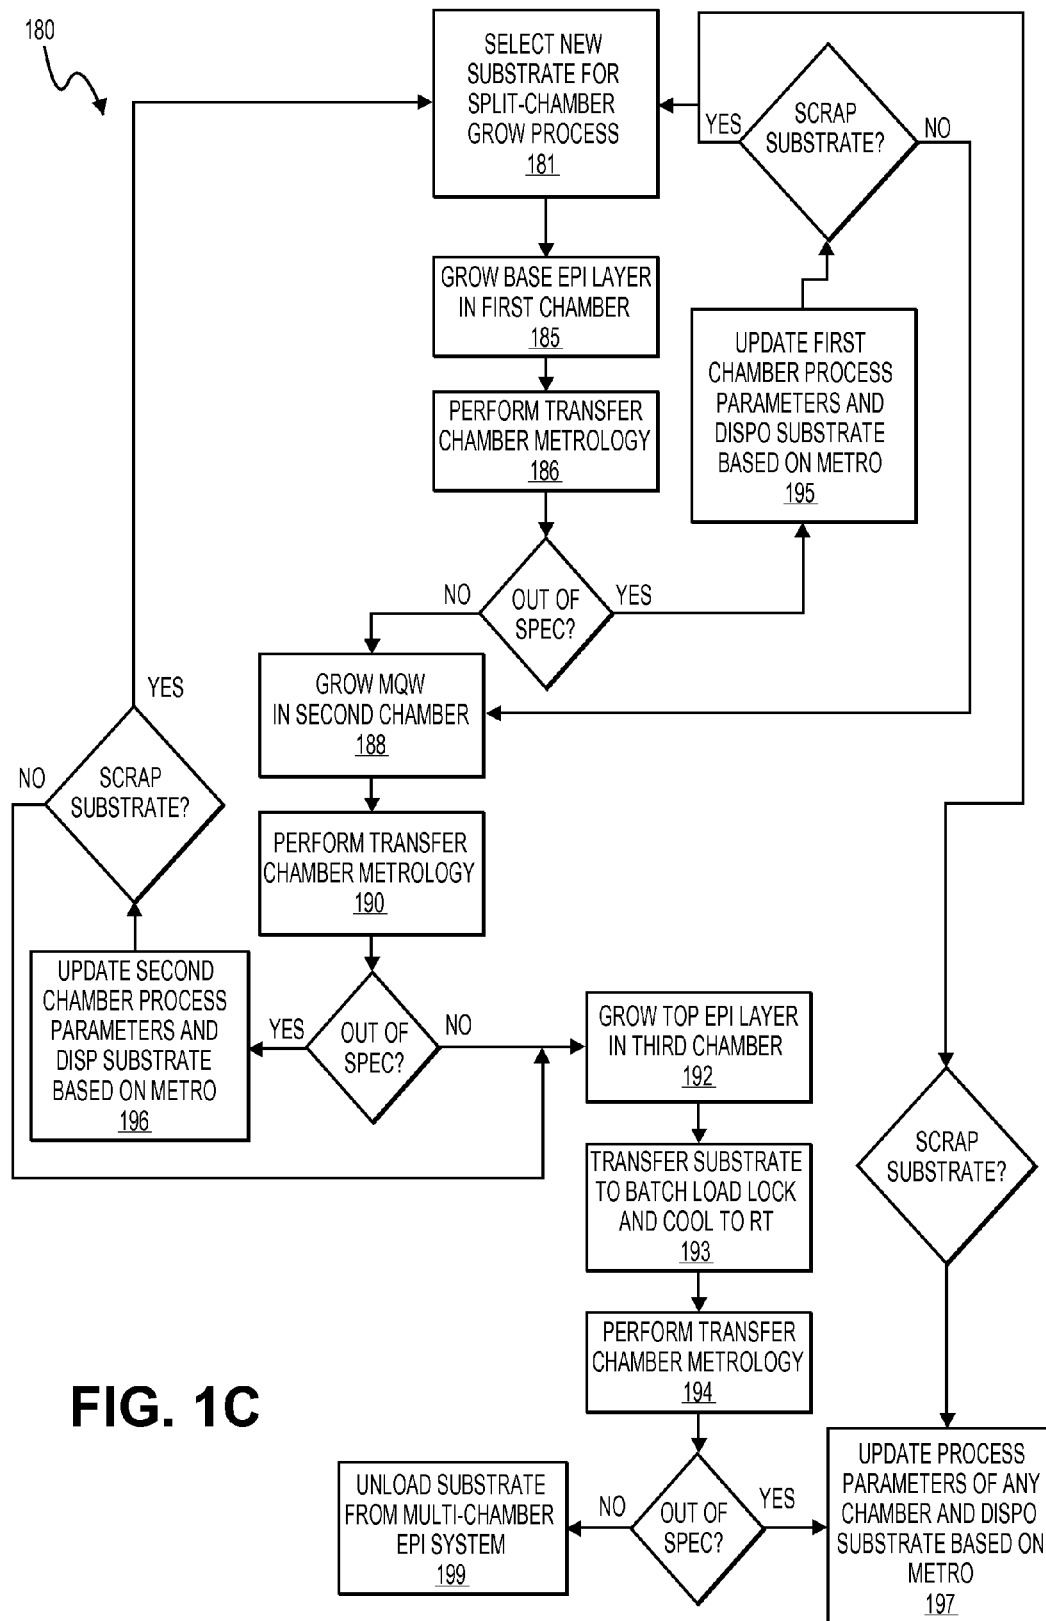 180
SELECT NEW
SUBSTRATE FOR
SPLIT-CHAMBER
GROW PROCESS
181
YES
SCRAP
SUBSTRATE?
NO
GROW BASE EPI LAYER
IN FIRST CHAMBER
185
UPDATE FIRST
CHAMBER PROCESS
PARAMETERS AND
DISPO SUBSTRATE
BASED ON METRO
195
PERFORM TRANSFER
CHAMBER METROLOGY
186
NO
OUT OF
SPEC?
YES
GROW MQW
IN SECOND CHAMBER
188
YES
NO
SCRAP
SUBSTRATE?
PERFORM TRANSFER
CHAMBER METROLOGY
190
UPDATE SECOND
CHAMBER PROCESS
PARAMETERS AND
DISP SUBSTRATE
BASED ON METRO
196
YES
OUT OF
SPEC?
NO
GROW TOP EPI LAYER
IN THIRD CHAMBER
192
SCRAP
SUBSTRATE?
TRANSFER SUBSTRATE
TO BATCH LOAD LOCK
AND COOL TO RT
193
PERFORM TRANSFER
CHAMBER METROLOGY
194
FIG. 1C
UNLOAD SUBSTRATE
FROM MULTI-CHAMBER
EPI SYSTEM
199
NO
OUT OF
SPEC?
YES
UPDATE PROCESS
PARAMETERS OF ANY
CHAMBER AND DISPO
SUBSTRATE BASED ON
METRO
197